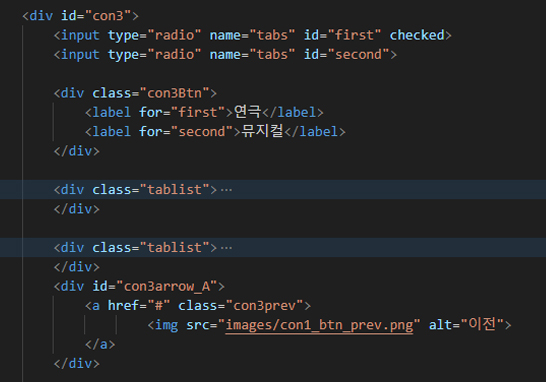 <div id="con3">
<input type="radio" name="tabs" id="first" checked>
<input type="radio" name="tabs" id="second">
<div class="con3Btn">
<label for="first">연극</label>
<label for="second">뮤지컬</label>
</div>
<div class="tablist">…
</div>
<div class="tablist">…
</div>
<div id="con3arrow_A">
<a href="#" class="con3prev">
<img src="images/con1_btn_prev.png" alt="이전">
</a>
</div>